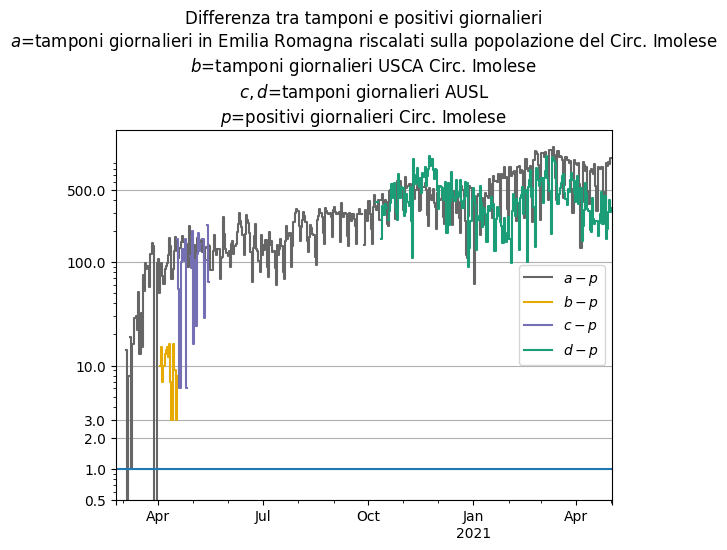 Differenza tra tamponi e positivi giornalieri
a=tamponi giornalieri in Emilia Romagna riscalati sulla popolazione del Circ. Imolese
b=tamponi giornalieri USCA Circ. Imolese
c, d=tamponi giornalieri AUSL
p=positivi giornalieri Circ. Imolese
500.0
100.0
10.0
3.0
2.0
1.0
0.5
a − p
b − p
c − p
d − p
Apr Jul Oct Jan Apr
2021